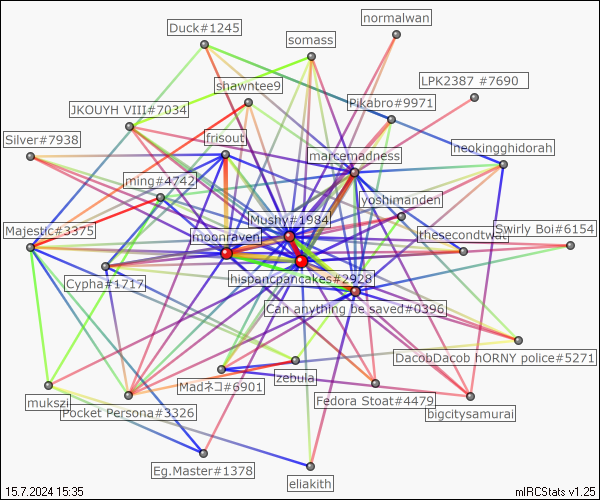 normalwan
Duck#1245
somass
LPK2387 #7690
shawntee9
Pikabro#9971
JKOUYH VIII#7034
Silver#7938
frisout
neokingghidorah
marcemadness
ming#4742
yoshimanden
Mushy#1984
Majestic#3375
moonraven
thesecondtwat
Swirly Boi#6154
hispancpancakes#2928
Cypha#1717
Can anything be saved#0396
DacobDacob hORNY police#5271
zebula
Madネコ#6901
Fedora Stoat#4479
mukszil
Pocket Persona#3326
bigcitysamurai
Eg.Master#1378
eliakith
15.7.2024 15:35
mIRCStats v1.25